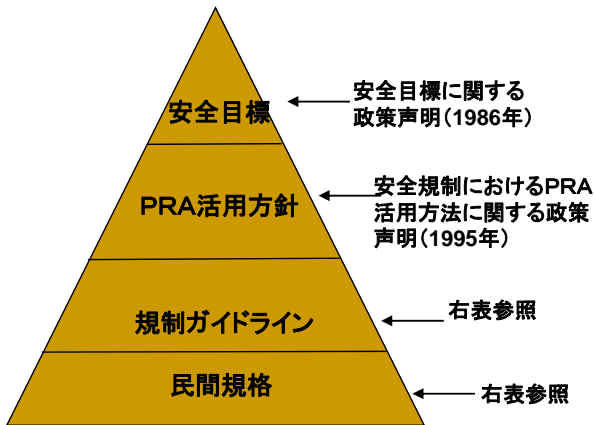 安全目標
安全目標に関する
政策声明（1986年）
ＰＲＡ活用方針
安全規制におけるＰＲＡ
活用方法に関する政策
声明（1995年）
規制ガイドライン
右表参照
民間規格
右表参照